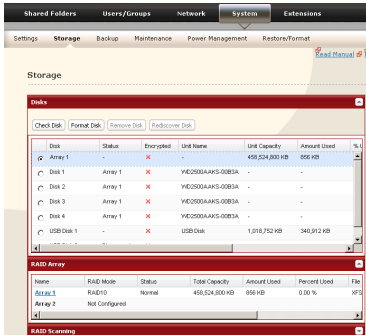 Shared Folders Users/Groups Network System Extensions
Settings Storage Backup Maintenance Power Management Restore/Format
Read Manual
Storage
Disks
Check Disk Format Disk Remove Disk Rediscover Disk
Disk Status Encrypted Unit Name Unit Capacity Amount Used % U
Array 1 - - 458,524,800 KB 856 KB
Disk 1 Array 1 WD2500AAKS-00B3A - -
Disk 2 Array 1 WD2500AAKS-00B3A - -
Disk 3 Array 1 WD2500AAKS-00B3A - -
Disk 4 Array 1 WD2500AAKS-00B3A - -
USB Disk 1 - USB Disk 1,018,752 KB 340,912 KB
RAID Array
Name RAID Mode Status Total Capacity Amount Used Percent Used File
Array 1 RAID10 Normal 458,524,800 KB 856 KB 0.00 % XFS
Array 2 Not Configured
RAID Scanning